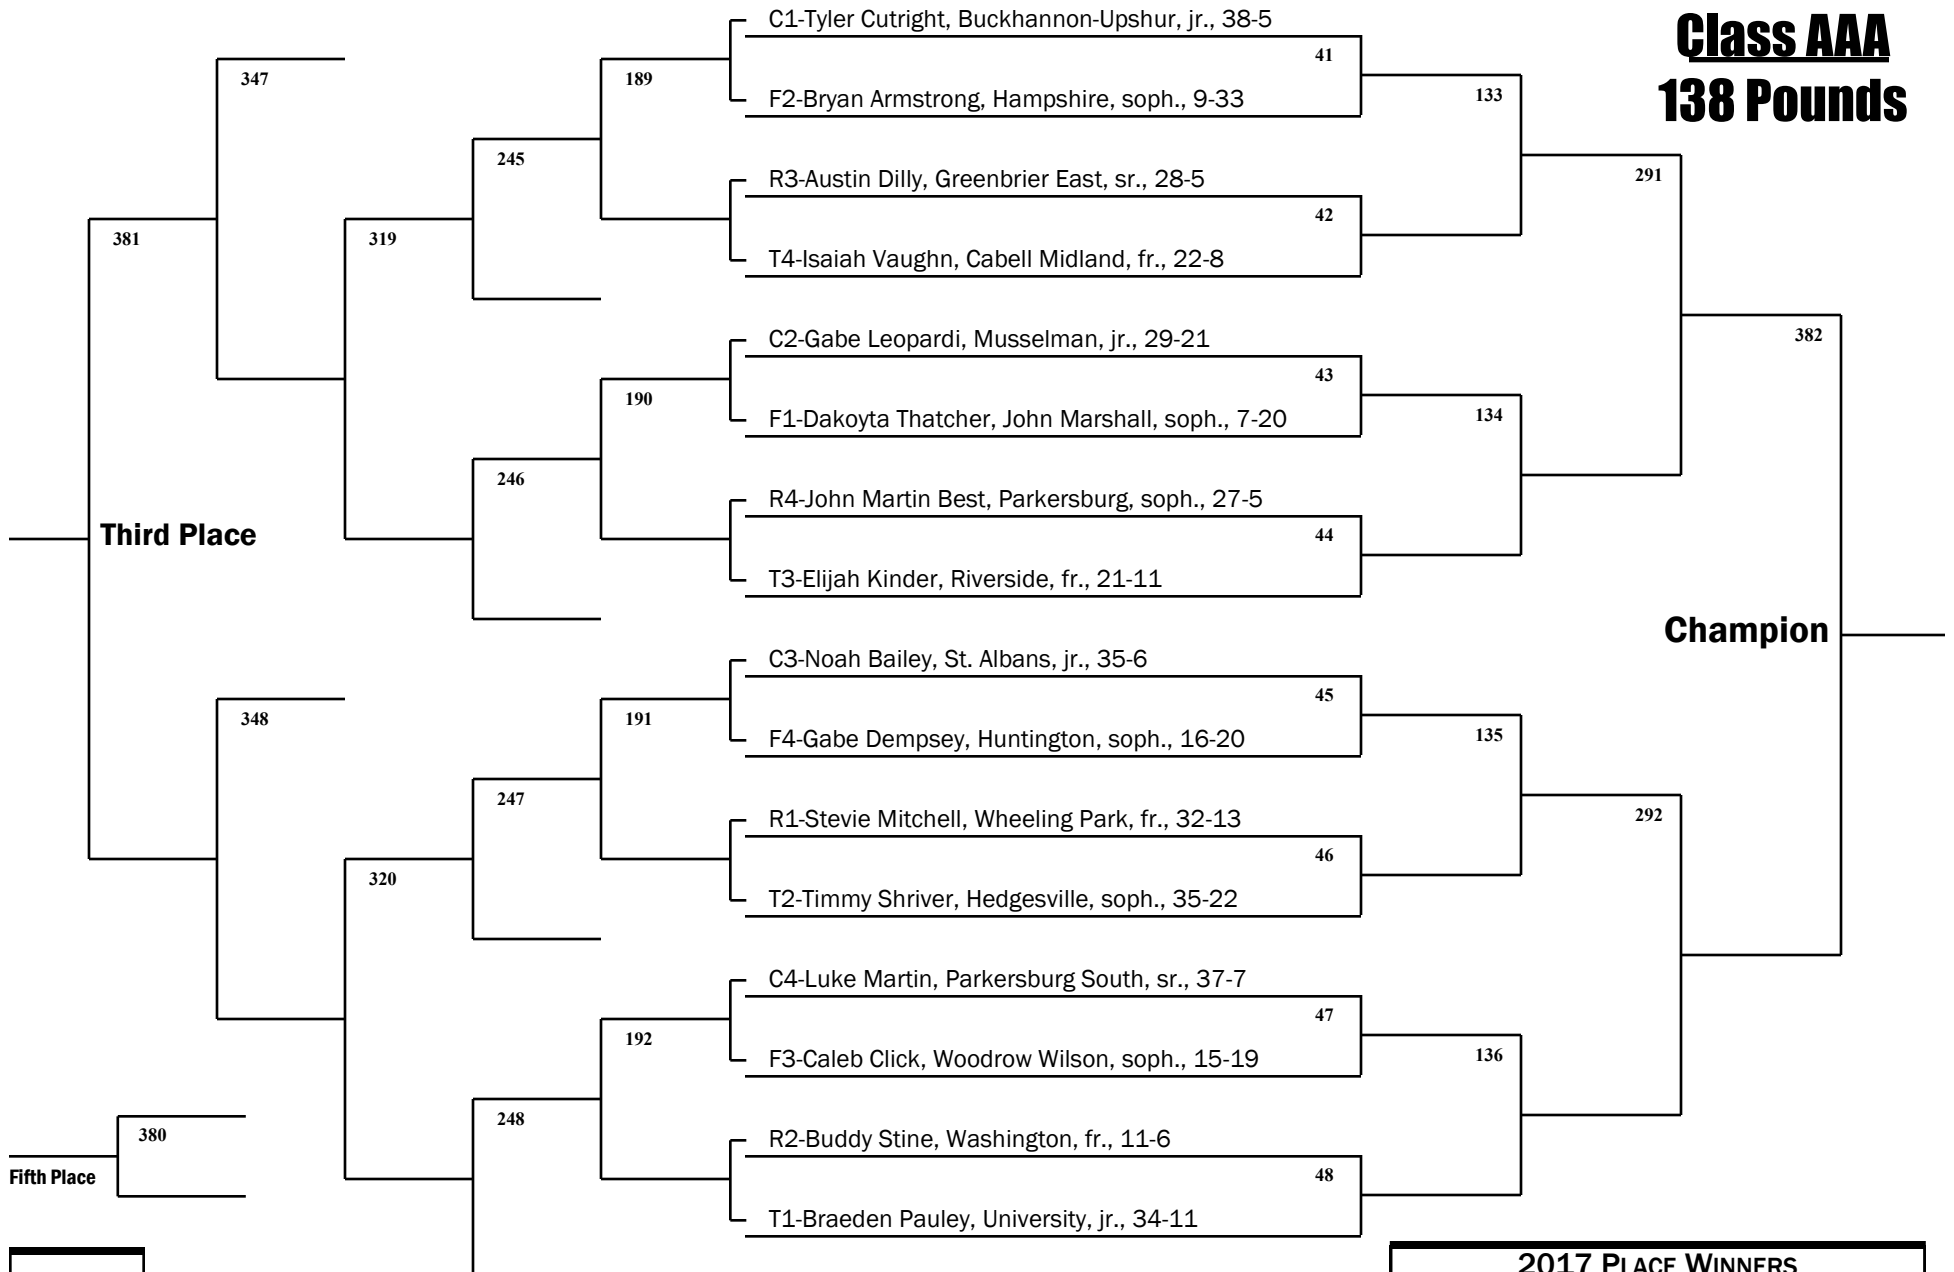 Class AAA
138 Pounds
C1-Tyler Cutright, Buckhannon-Upshur, jr., 38-5
41
347
189
F2-Bryan Armstrong, Hampshire, soph., 9-33
133
245
R3-Austin Dilly, Greenbrier East, sr., 28-5
291
42
381
319
T4-Isaiah Vaughn, Cabell Midland, fr., 22-8
C2-Gabe Leopardi, Musselman, jr., 29-21
382
43
190
F1-Dakoyta Thatcher, John Marshall, soph., 7-20
134
246
R4-John Martin Best, Parkersburg, soph., 27-5
Third Place
44
T3-Elijah Kinder, Riverside, fr., 21-11
Champion
C3-Noah Bailey, St. Albans, jr., 35-6
45
348
191
F4-Gabe Dempsey, Huntington, soph., 16-20
135
247
R1-Stevie Mitchell, Wheeling Park, fr., 32-13
292
46
320
T2-Timmy Shriver, Hedgesville, soph., 35-22
C4-Luke Martin, Parkersburg South, sr., 37-7
47
192
F3-Caleb Click, Woodrow Wilson, soph., 15-19
136
248
380
R2-Buddy Stine, Washington, fr., 11-6
Fifth Place
48
T1-Braeden Pauley, University, jr., 34-11
2017 PLACE WINNERS